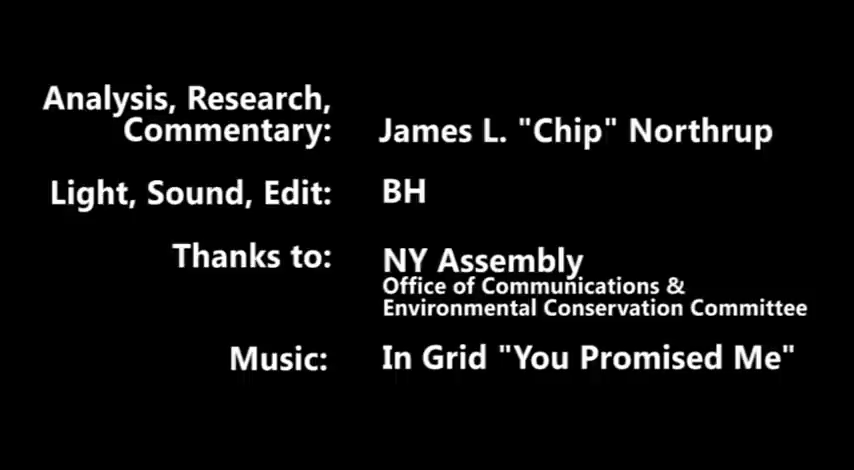 Analysis, Research,
Commentary: James L. "Chip" Northrup
Light, Sound, Edit: BH
Thanks to: NY Assembly
Office of Communications &
Environmental Conservation Committee
Music: In Grid "You Promised Me"